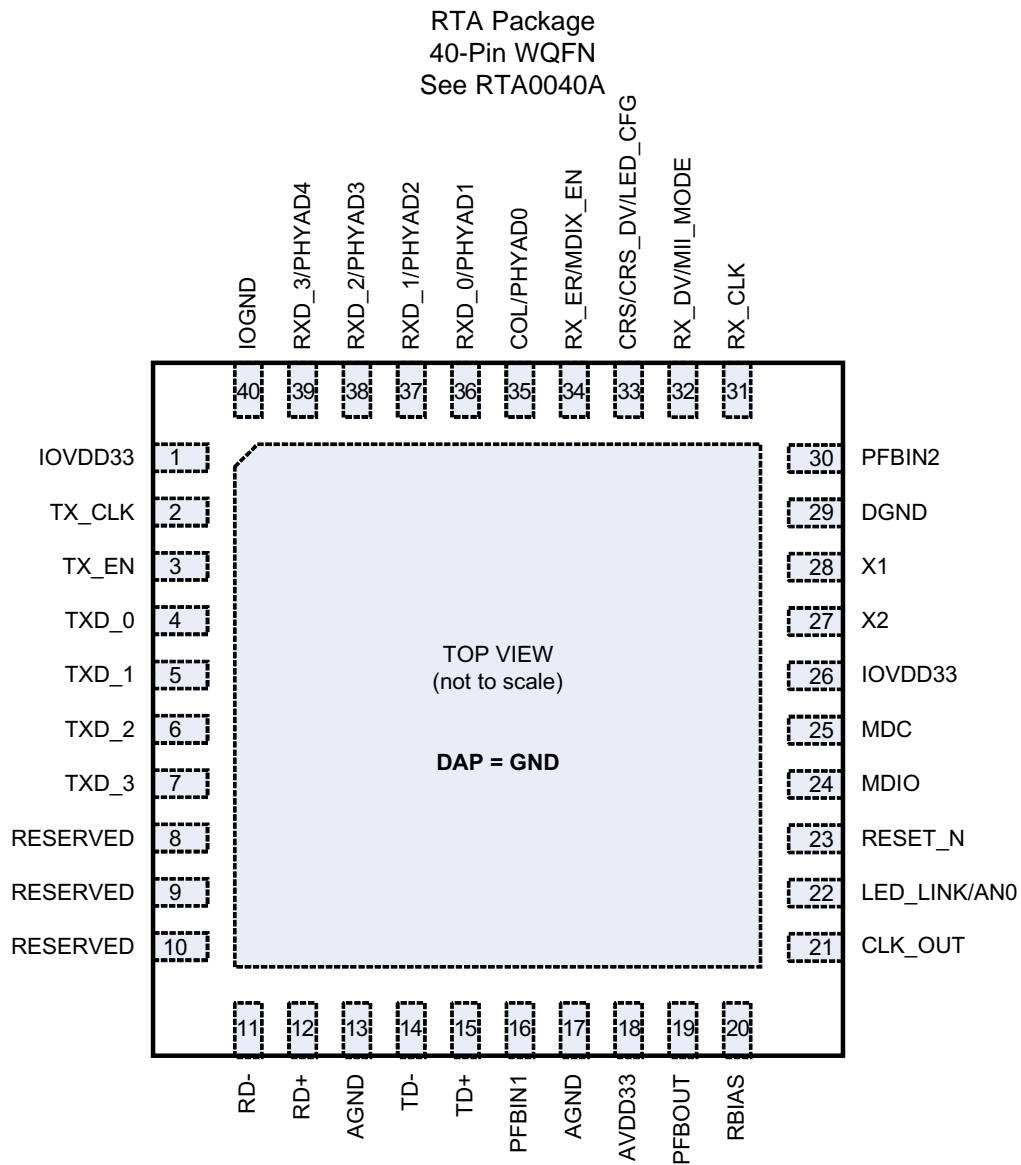 RTA Package
40-Pin WQFN
See RTA0040A
IOGND
RXD_3/PHYAD4
RXD_2/PHYAD3
RXD_1/PHYAD2
RXD_0/PHYAD1
COL/PHYAD0
RX_ER/MDIX_EN
CRS/CRS_DV/LED_CFG
RX_DV/MII_MODE
RX_CLK
40 39 38 37 36 35 34 33 32 31
IOVDD33 1
TX_CLK 2
TX_EN 3
TXD_0 4
TXD_1 5
TXD_2 6
TXD_3 7
RESERVED 8
RESERVED 9
RESERVED 10
TOP VIEW
(not to scale)
DAP = GND
30 PFBIN2
29 DGND
28 X1
27 X2
26 IOVDD33
25 MDC
24 MDIO
23 RESET_N
22 LED_LINK/AN0
21 CLK_OUT
11 12 13 14 15 16 17 18 19 20
RD-
RD+
AGND
TD-
TD+
PFBIN1
AGND
AVDD33
PFBOUT
RBIAS